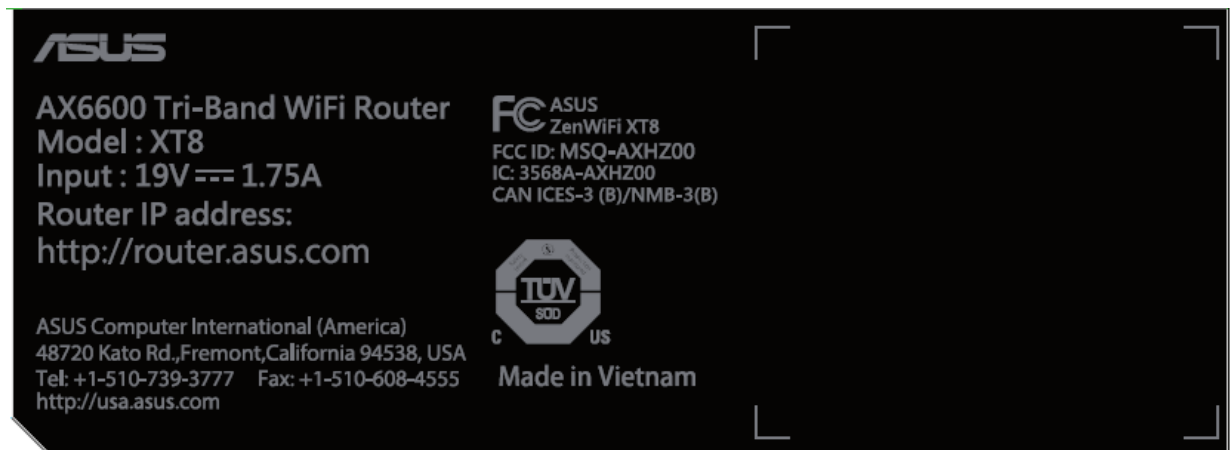 ASUS
AX6600 Tri-Band WiFi Router
Model : XT8
Input : 19V 1.75A
Router IP address:
http://router.asus.com
ASUS Computer International (America)
48720 Kato Rd.,Fremont,California 94538, USA
Tel: +1-510-739-3777 Fax: +1-510-608-4555
http://usa.asus.com
FC ASUS
ZenWiFi XT8
FCC ID: MSQ-AXHZ00
IC: 3568A-AXHZ00
CAN ICES-3 (B)/NMB-3(B)
TÜV
SÜD
C US
Made in Vietnam